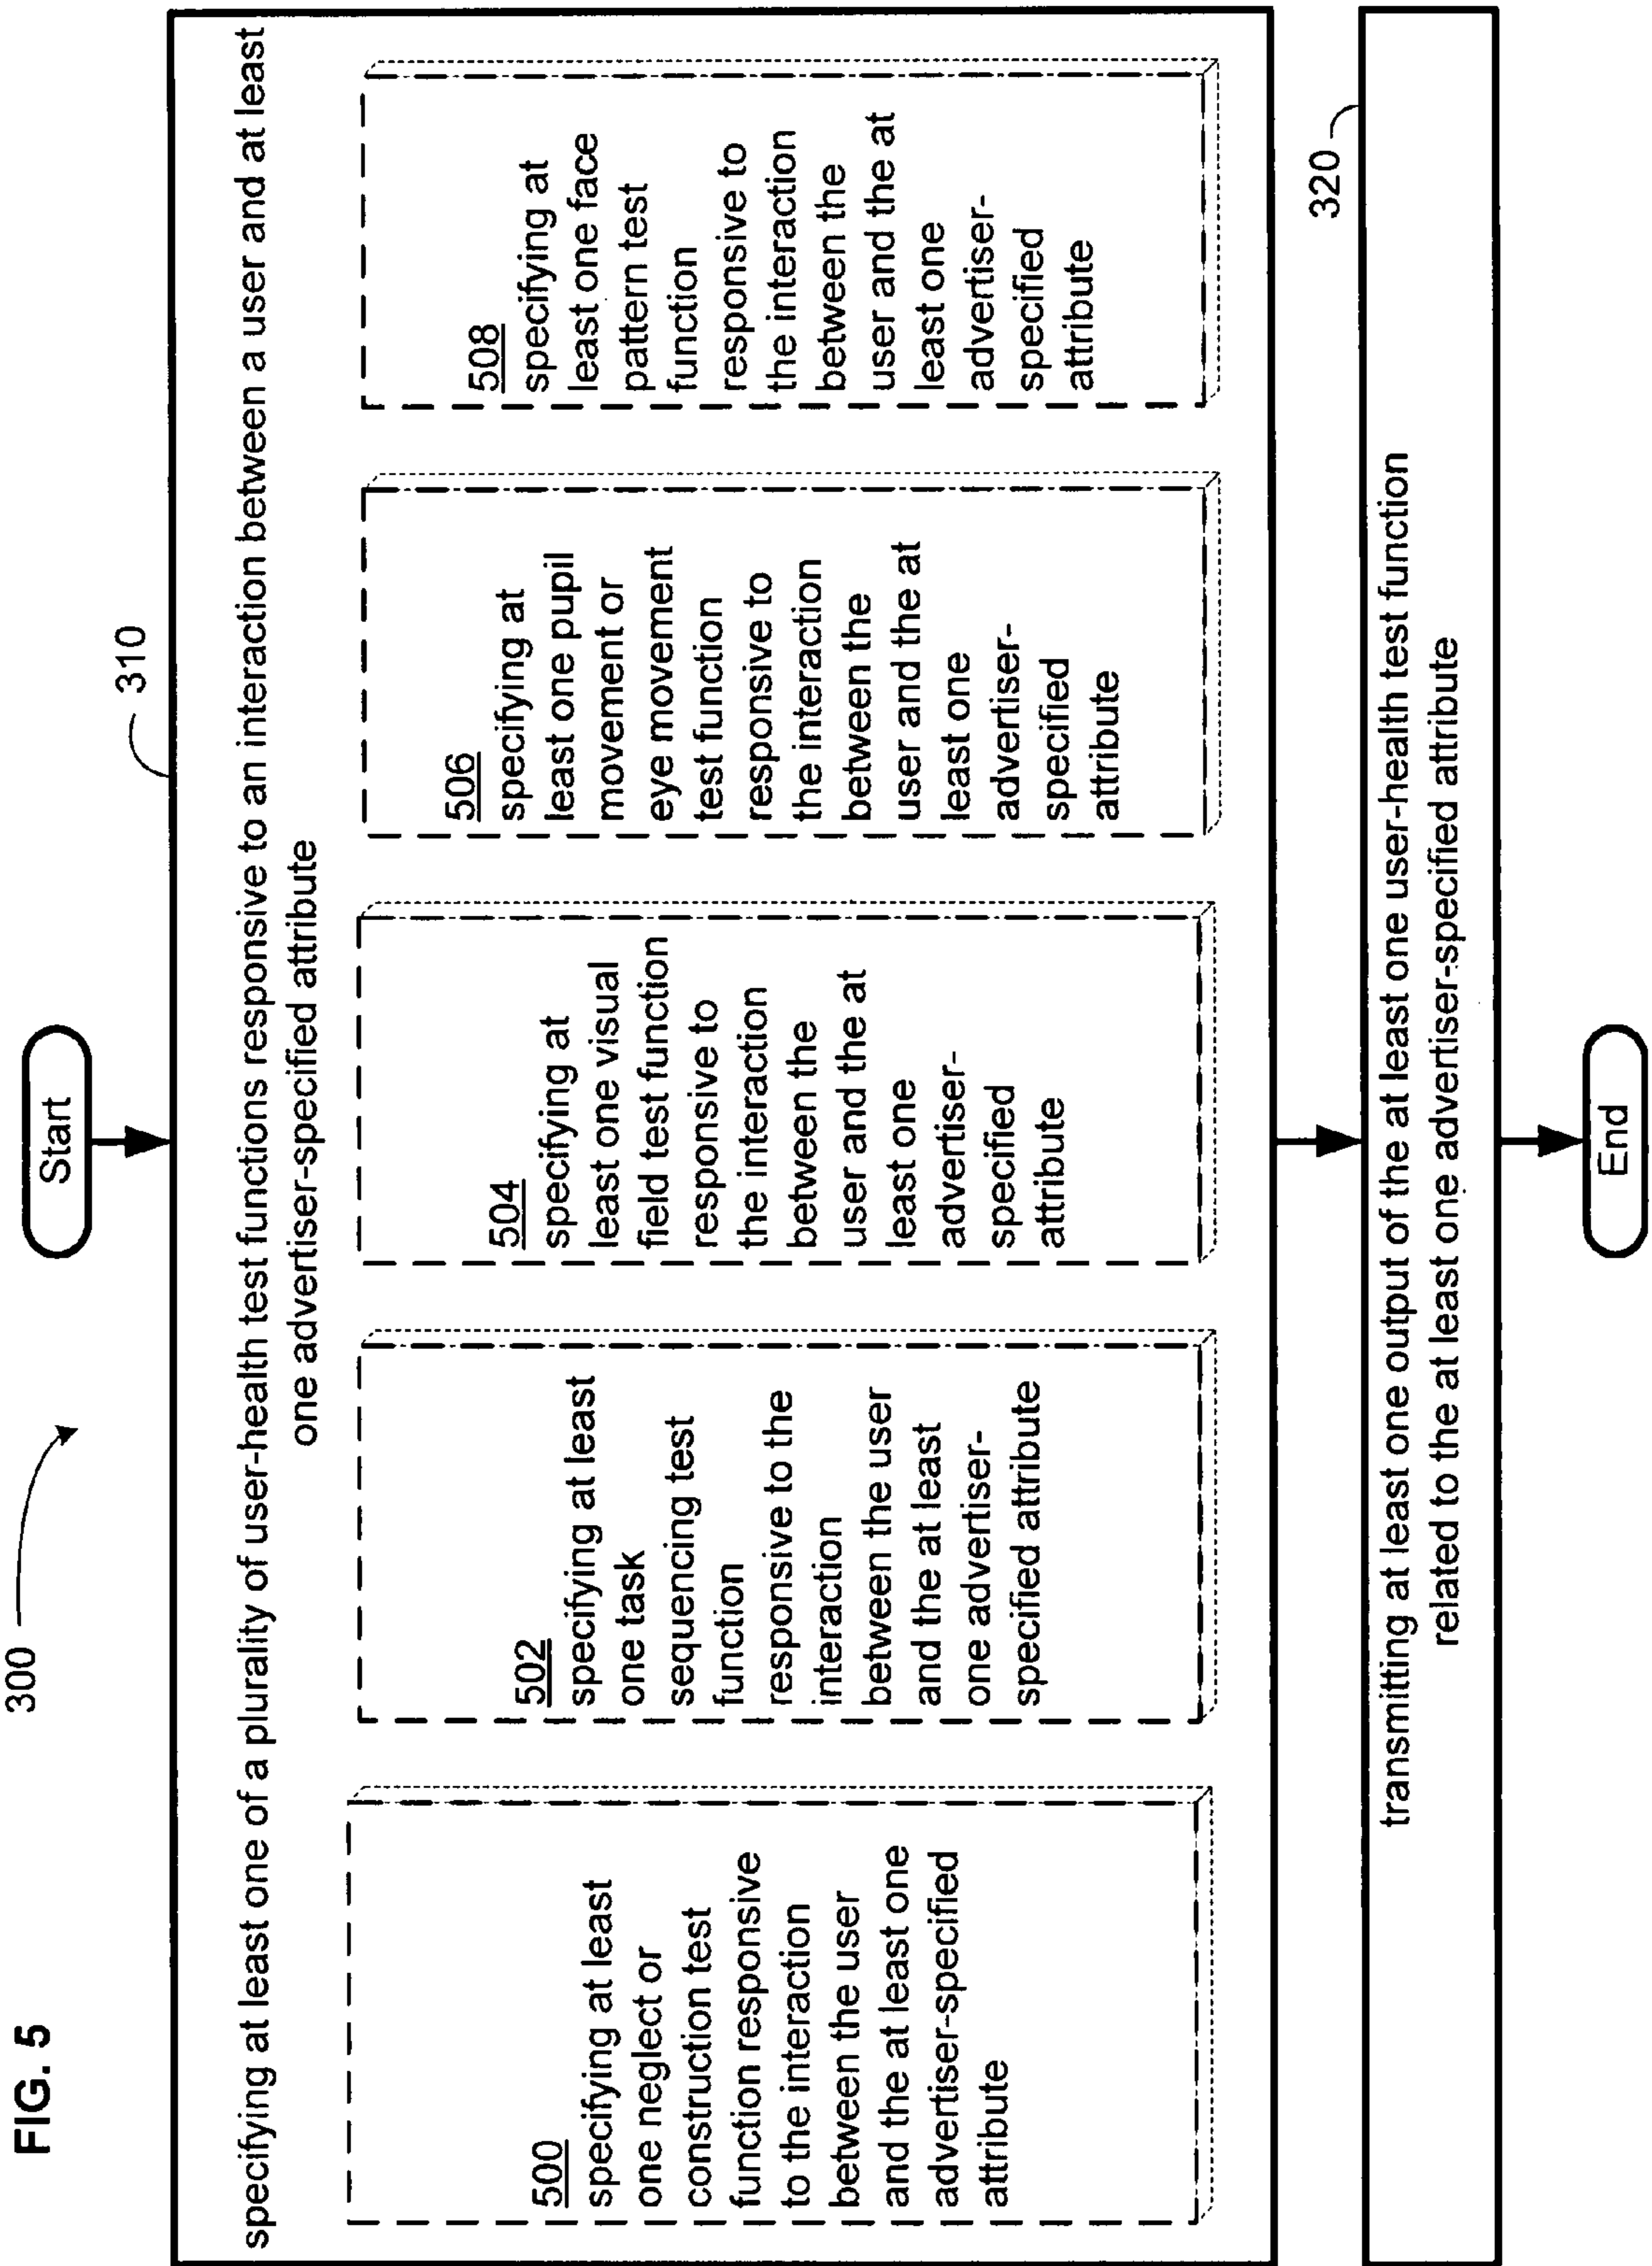 FIG. 5
300
Start
310
specifying at least one of a plurality of user-health test functions responsive to an interaction between a user and at least
one advertiser-specified attribute
500
specifying at least
one neglect or
construction test
function responsive
to the interaction
between the user
and the at least one
advertiser-specified
attribute
502
specifying at least
one task
sequencing test
function
responsive to the
interaction
between the user
and the at least
one advertiser-
specified attribute
504
specifying at
least one visual
field test function
responsive to
the interaction
between the
user and the at
least one
advertiser-
specified
attribute
506
specifying at
least one pupil
movement or
eye movement
test function
responsive to
the interaction
between the
user and the at
least one
advertiser-
specified
attribute
508
specifying at
least one face
pattern test
function
responsive to
the interaction
between the
user and the at
least one
advertiser-
specified
attribute
320
transmitting at least one output of the at least one user-health test function
related to the at least one advertiser-specified attribute
End